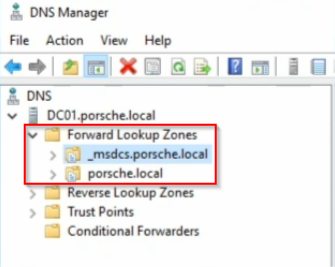 DNS Manager
File Action View Help
DNS
DC01.porsche.local
Forward Lookup Zones
_msdcs.porsche.local
porsche.local
Reverse Lookup Zones
Trust Points
Conditional Forwarders